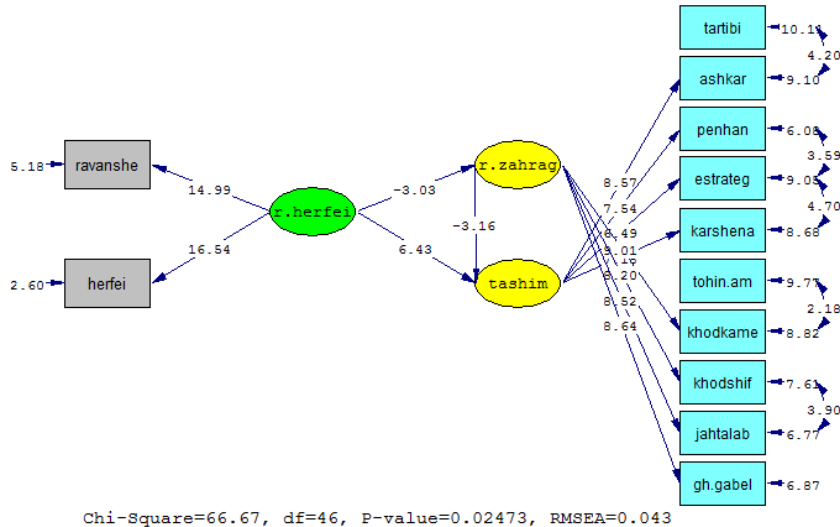 tartibi
10.11
4.20
ashkar
9.10
penhan
6.08
3.59
estrateg
9.05
4.70
karshena
8.68
tohin.am
9.77
2.18
khodkame
8.82
khodshif
7.61
3.90
jahtalab
6.77
gh.gabel
6.87
5.18
ravanshe
14.99
r.herfei
16.54
2.60
herfei
-3.03
r.zahrag
-3.16
6.43
tashim
8.57
7.54
6.49
9.01
8.20
8.52
8.64
Chi-Square=66.67, df=46, P-value=0.02473, RMSEA=0.043